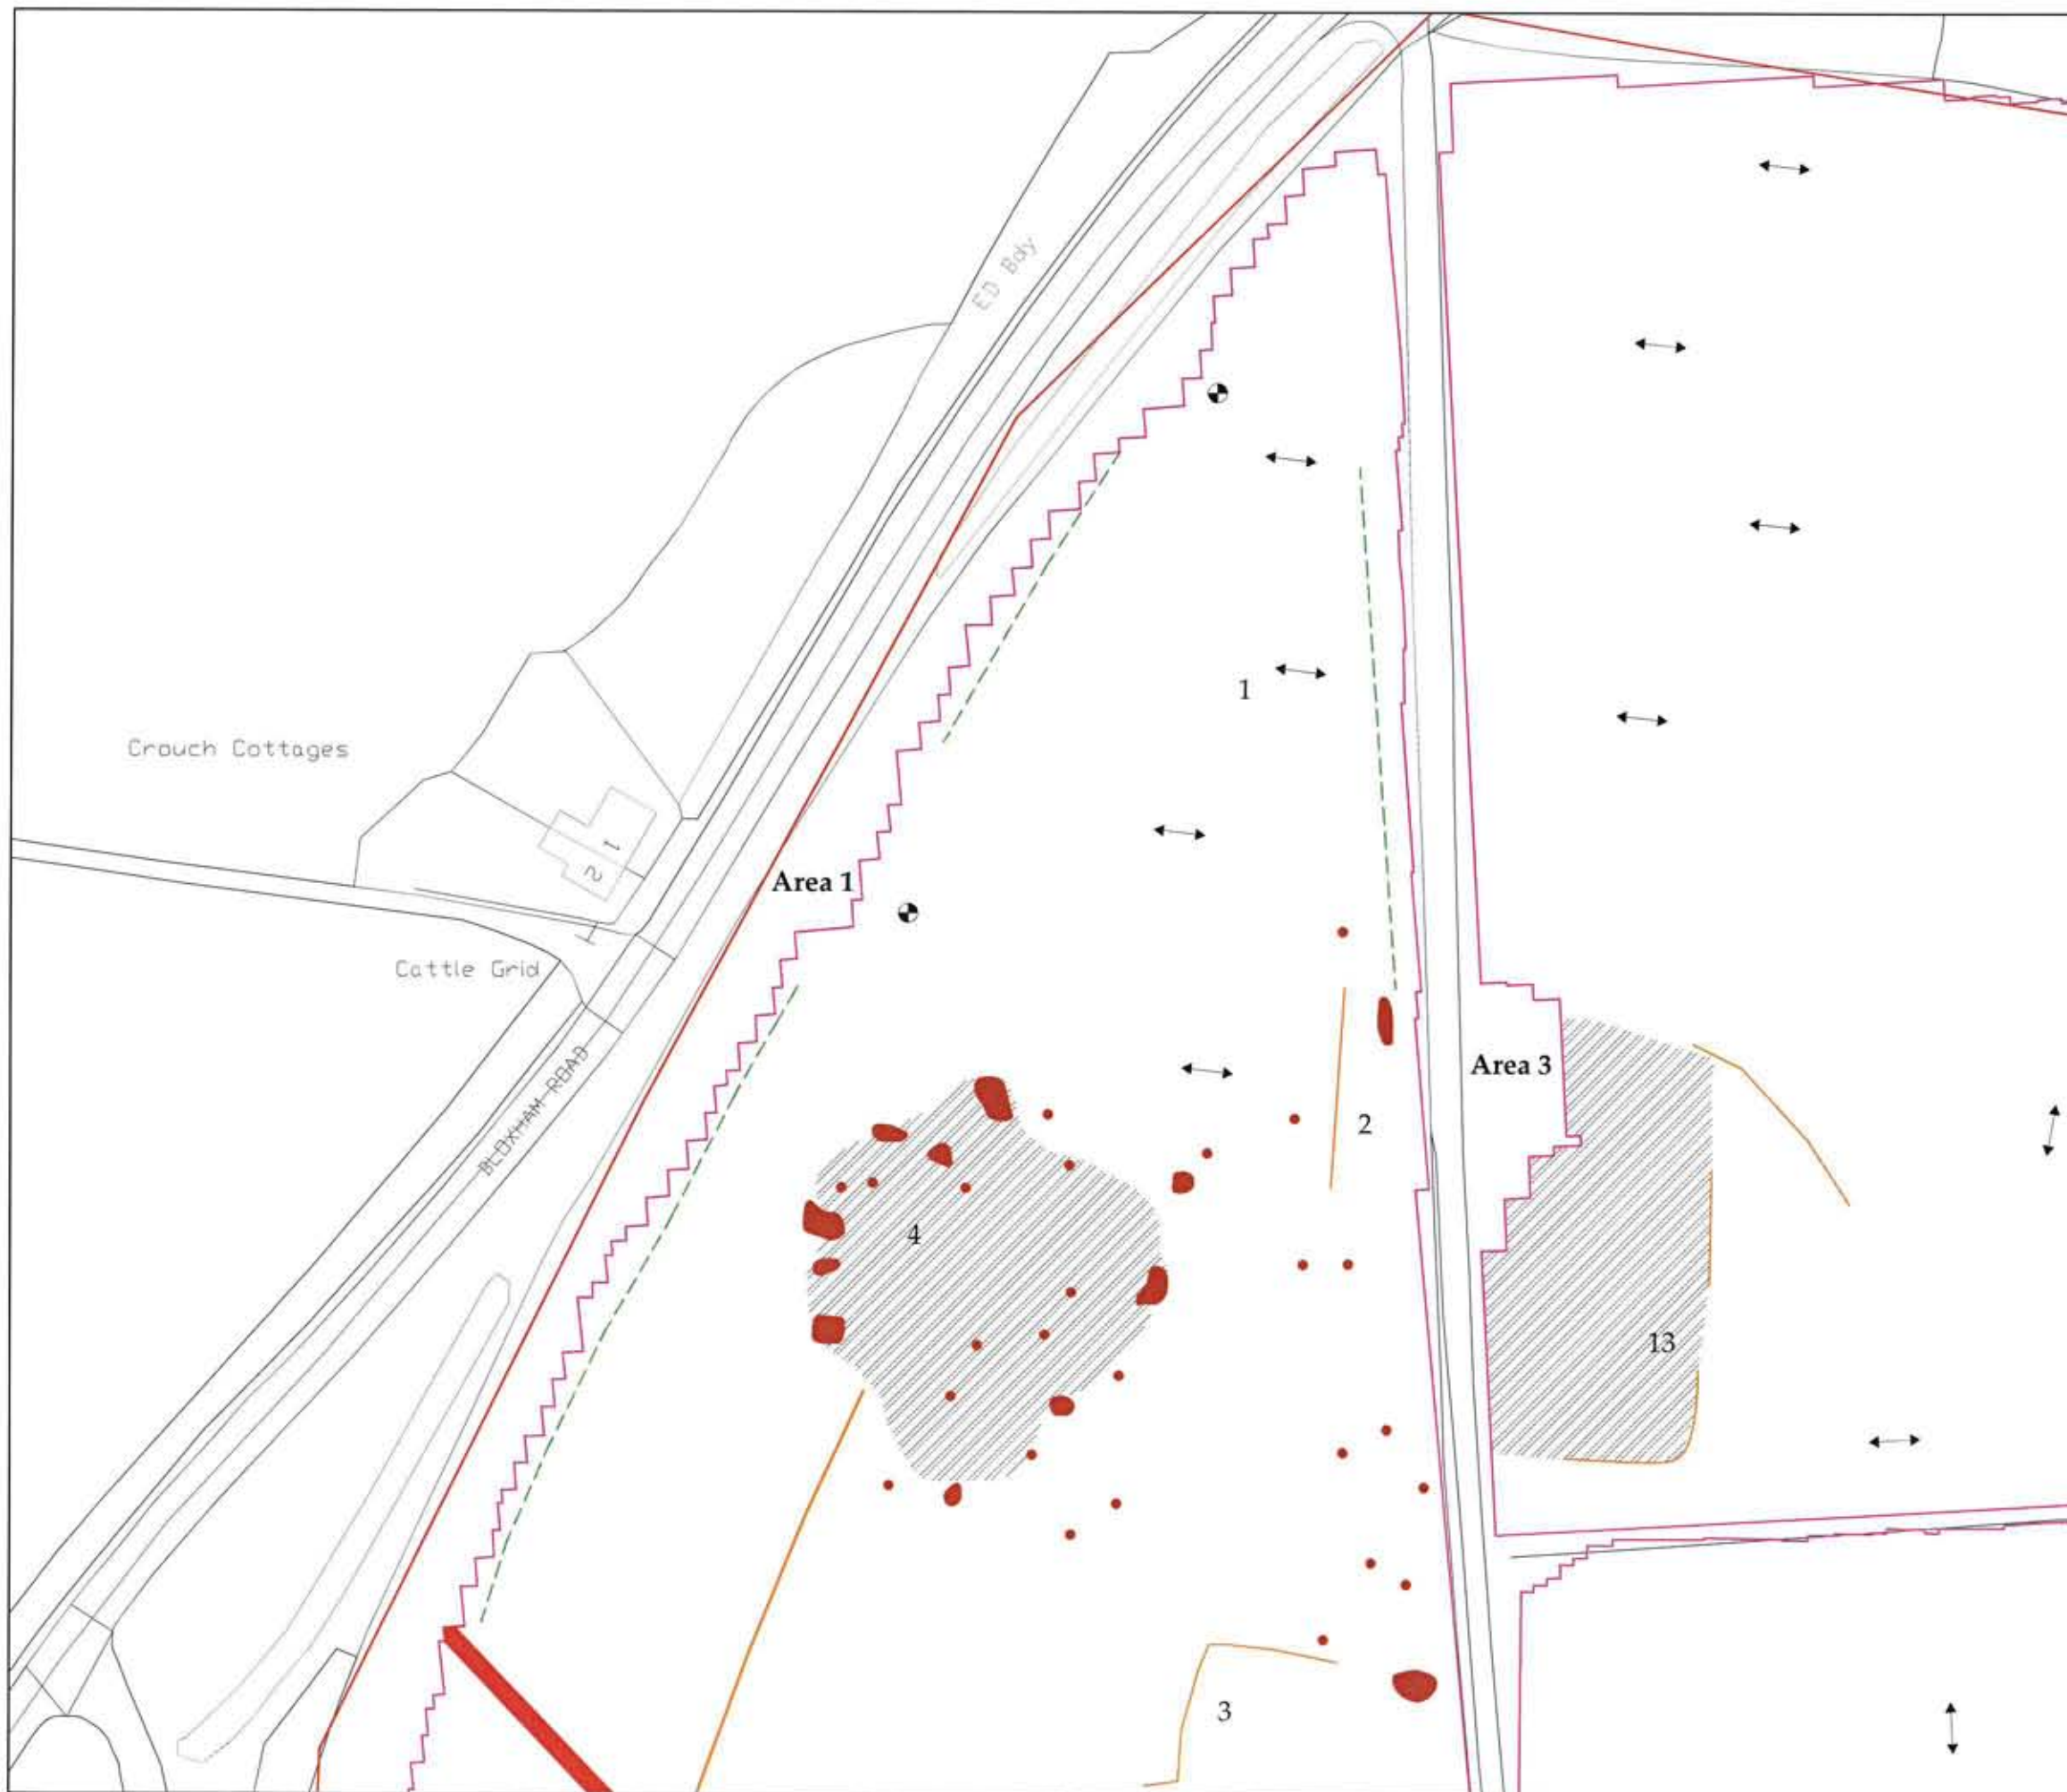 ED Bdy
1
Crouch Cottages
1
2
Area 1
Cattle Grid
BLOXHAM ROAD
Area 3
2
4
13
3